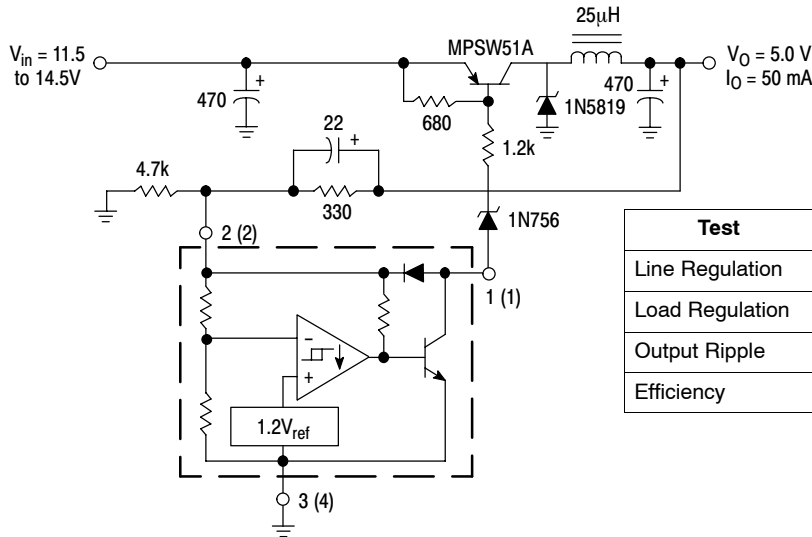 25μH
V_in = 11.5
to 14.5V
MPSW51A
V_O = 5.0 V
I_O = 50 mA
470
+
680
1N5819
470
+
22
+
1.2k
4.7k
330
1N756
2 (2)
1 (1)
−
+
1.2V_ref
3 (4)
Test
Line Regulation
Load Regulation
Output Ripple
Efficiency